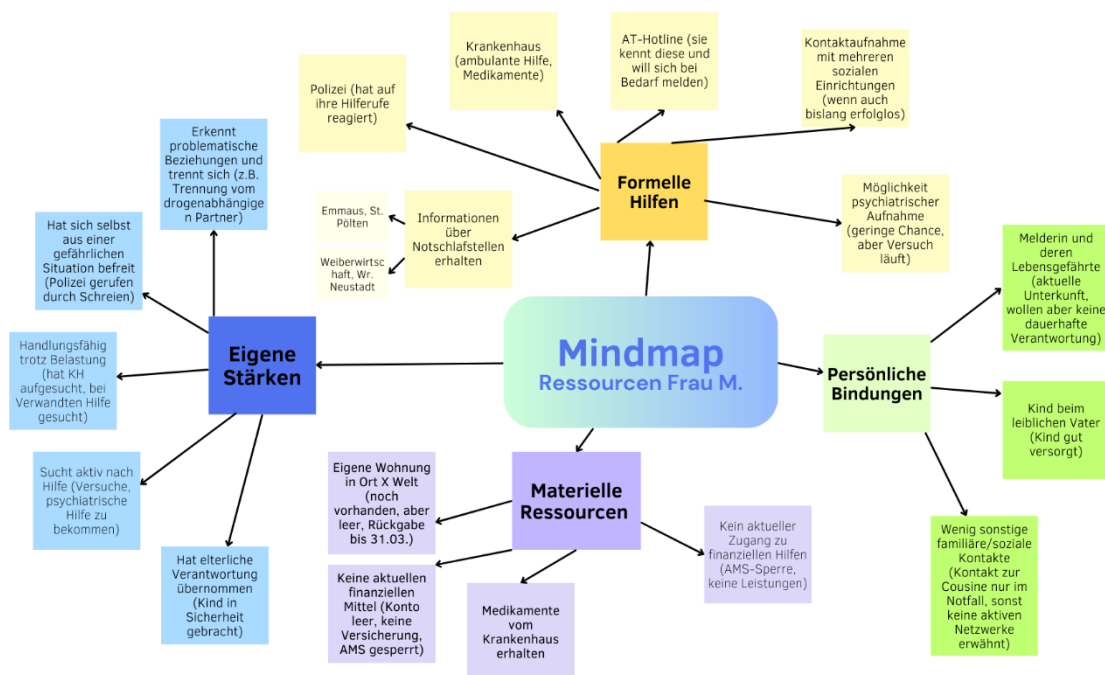 Mindmap
Ressourcen Frau M.
Formelle
Hilfen
Polizei (hat auf
ihre Hilferufe
reagiert)
Krankenhaus
(ambulante Hilfe,
Medikamente)
AT-Hotline (sie
kennt diese und
will sich bei
Bedarf melden)
Kontaktaufnahme
mit mehreren
sozialen
Einrichtungen
(wenn auch
bislang erfolglos)
Möglichkeit
psychiatrischer
Aufnahme
(geringe Chance,
aber Versuch
läuft)
Informationen
über
Notschlafstellen
erhalten
Emmaus, St.
Pölten
Weiberwirtsc
haft, Wr.
Neustadt
Eigene
Stärken
Erkennt
problematische
Beziehungen und
trennt sich (z.B.
Trennung vom
drogenabhängige
n Partner)
Hat sich selbst
aus einer
gefährlichen
Situation befreit
(Polizei gerufen
durch Schreien)
Handlungsfähig
trotz Belastung
(hat KH
aufgesucht, bei
Verwandten Hilfe
gesucht)
Sucht aktiv nach
Hilfe (Versuche,
psychiatrische
Hilfe zu
bekommen)
Hat elterliche
Verantwortung
übernommen
(Kind in
Sicherheit
gebracht)
Materielle
Ressourcen
Eigene Wohnung
in Ort X Welt
(noch
vorhanden, aber
leer, Rückgabe
bis 31.03.)
Keine aktuellen
finanziellen
Mittel (Konto
leer, keine
Versicherung,
AMS gesperrt)
Medikamente
vom
Krankenhaus
erhalten
Kein aktueller
Zugang zu
finanziellen Hilfen
(AMS-Sperre,
keine Leistungen)
Persönliche
Bindungen
Melderin und
deren
Lebensgefährte
(aktuelle
Unterkunft,
wollen aber keine
dauerhafte
Verantwortung)
Kind beim
leiblichen Vater
(Kind gut
versorgt)
Wenig sonstige
familiäre/soziale
Kontakte
(Kontakt zur
Cousine nur im
Notfall, sonst
keine aktiven
Netzwerke
erwähnt)